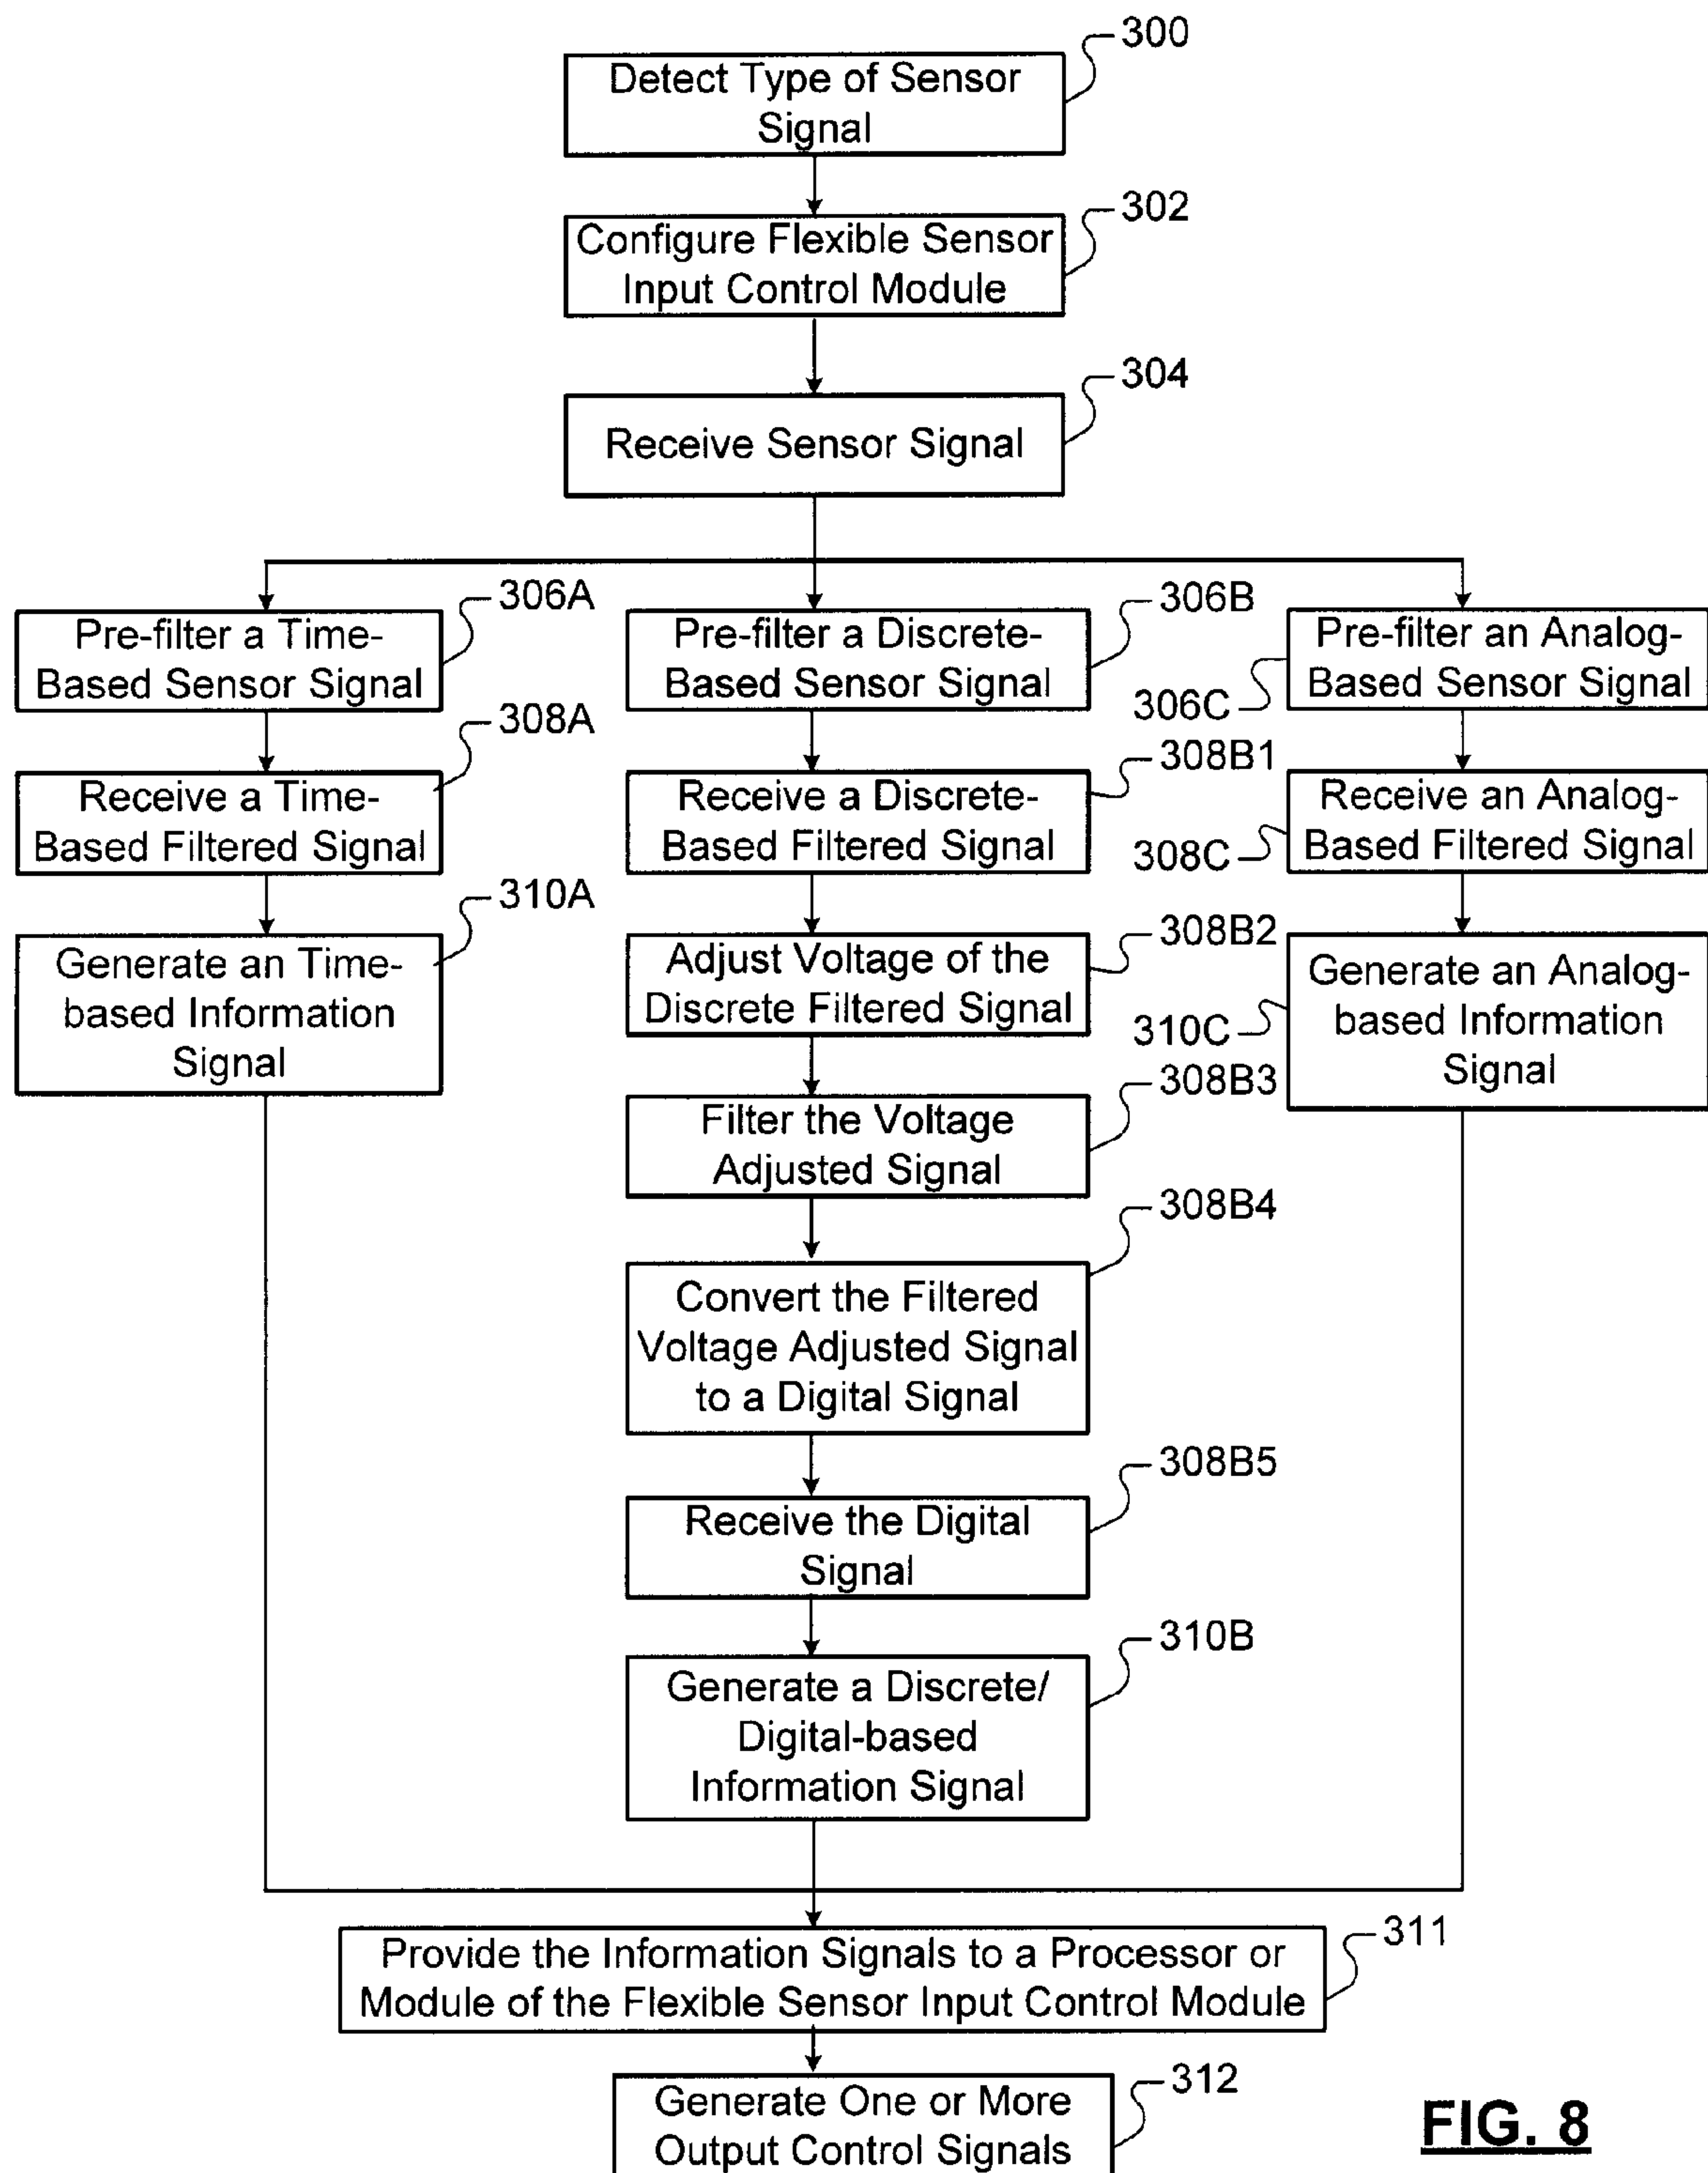 300
Detect Type of Sensor
Signal
302
Configure Flexible Sensor
Input Control Module
304
Receive Sensor Signal
306A
Pre-filter a Time-
Based Sensor Signal
308A
Receive a Time-
Based Filtered Signal
310A
Generate an Time-
based Information
Signal
306B
Pre-filter a Discrete-
Based Sensor Signal
308B1
Receive a Discrete-
Based Filtered Signal
308B2
Adjust Voltage of the
Discrete Filtered Signal
308B3
Filter the Voltage
Adjusted Signal
308B4
Convert the Filtered
Voltage Adjusted Signal
to a Digital Signal
308B5
Receive the Digital
Signal
310B
Generate a Discrete/
Digital-based
Information Signal
Pre-filter an Analog-
Based Sensor Signal
306C
Receive an Analog-
Based Filtered Signal
308C
Generate an Analog-
based Information
Signal
310C
311
Provide the Information Signals to a Processor or
Module of the Flexible Sensor Input Control Module
312
Generate One or More
Output Control Signals
FIG. 8